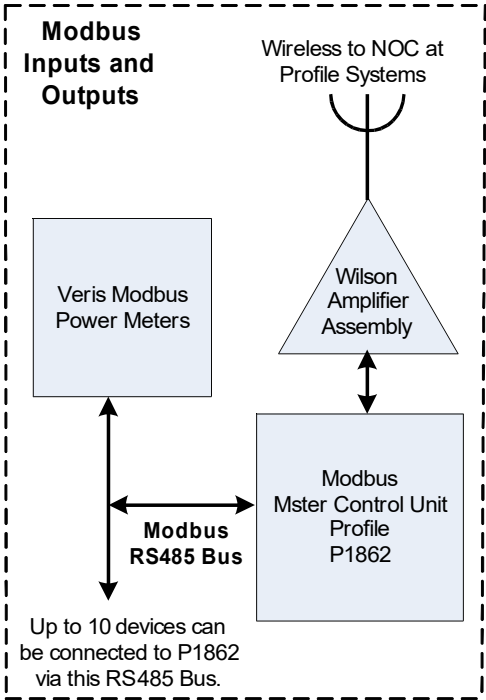 Modbus
Inputs and
Outputs
Wireless to NOC at
Profile Systems
Veris Modbus
Power Meters
Wilson
Amplifier
Assembly
Modbus
Mster Control Unit
Profile
P1862
Modbus
RS485 Bus
Up to 10 devices can
be connected to P1862
via this RS485 Bus.